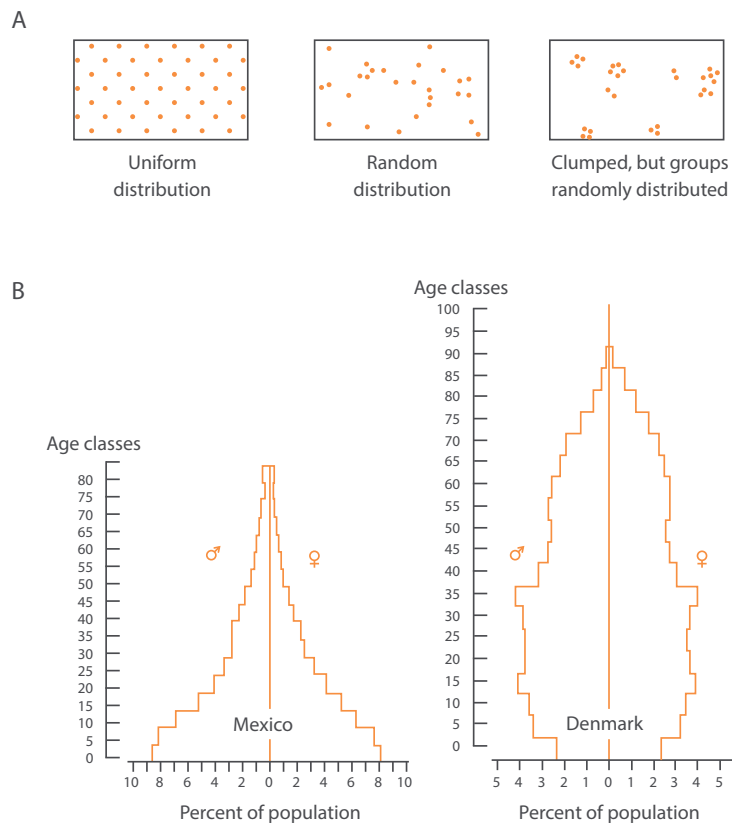 A
Uniform
distribution
Random
distribution
Clumped, but groups
randomly distributed
B
Age classes
80
75
70
65
60
55
50
45
40
35
30
25
20
15
10
5
0
♂
♀
Mexico
10 8 6 4 2 0 2 4 6 8 10
Percent of population
Age classes
100
95
90
85
80
75
70
65
60
55
50
45
40
35
30
25
20
15
10
5
0
♂
♀
Denmark
5 4 3 2 1 0 1 2 3 4 5
Percent of population